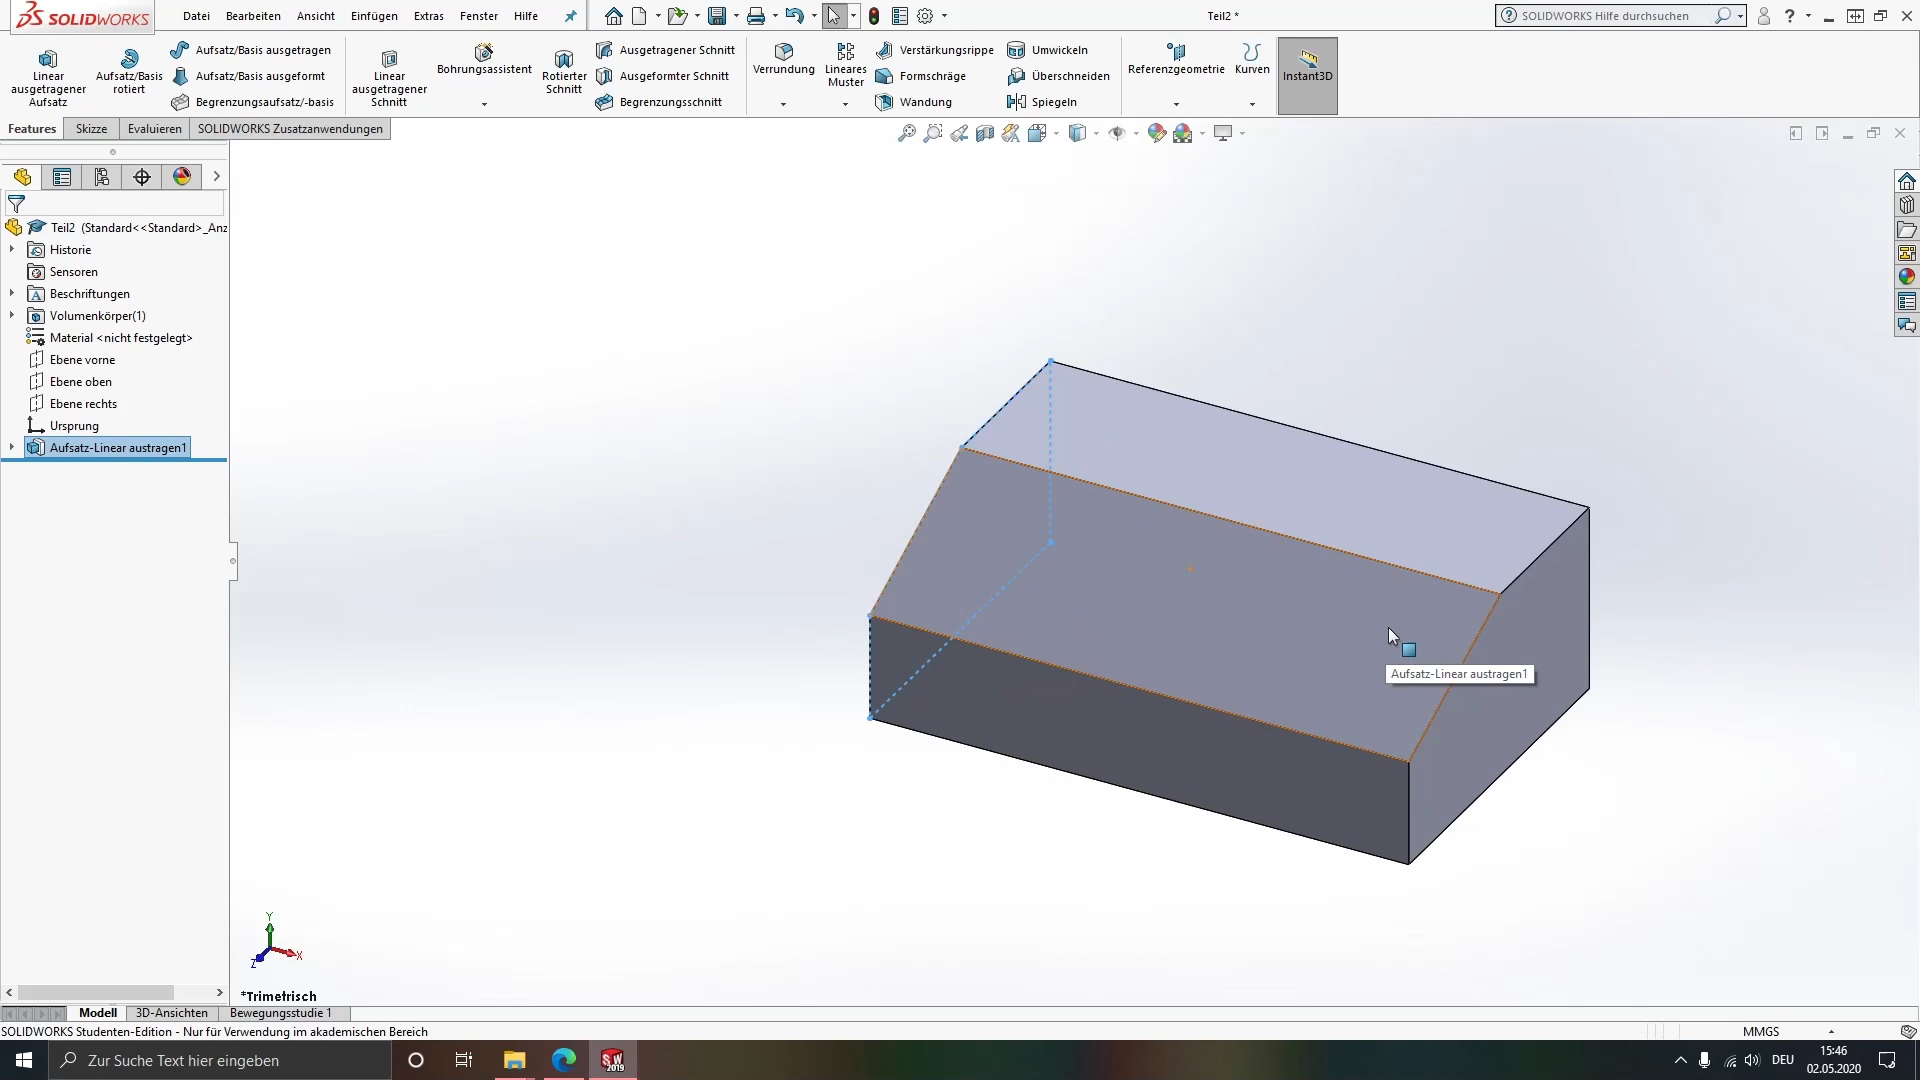 SOLIDWORKS
Datei Bearbeiten Ansicht Einfügen Extras Fenster Hilfe
Teil2 *
SOLIDWORKS Hilfe durchsuchen
Linear ausgetragener Aufsatz
Aufsatz/Basis rotiert
Aufsatz/Basis ausgetragen
Aufsatz/Basis ausgeformt
Begrenzungsaufsatz/-basis
Linear ausgetragener Schnitt
Bohrungsassistent
Rotierter Schnitt
Ausgetragener Schnitt
Ausgeformter Schnitt
Begrenzungsschnitt
Verrundung
Lineares Muster
Verstärkungsrippe
Formschräge
Wandung
Umwickeln
Überschneiden
Spiegeln
Referenzgeometrie
Kurven
Instant3D
Features Skizze Evaluieren SOLIDWORKS Zusatzanwendungen
Teil2 (Standard<<Standard>_Anz
Historie
Sensoren
Beschriftungen
Volumenkörper(1)
Material <nicht festgelegt>
Ebene vorne
Ebene oben
Ebene rechts
Ursprung
Aufsatz-Linear austragen1
Aufsatz-Linear austragen1
Y
X
Z
*Trimetrisch
Modell 3D-Ansichten Bewegungsstudie 1
SOLIDWORKS Studenten-Edition - Nur für Verwendung im akademischen Bereich
MMGS
Zur Suche Text hier eingeben
SW 2019
DEU
15:46
02.05.2020